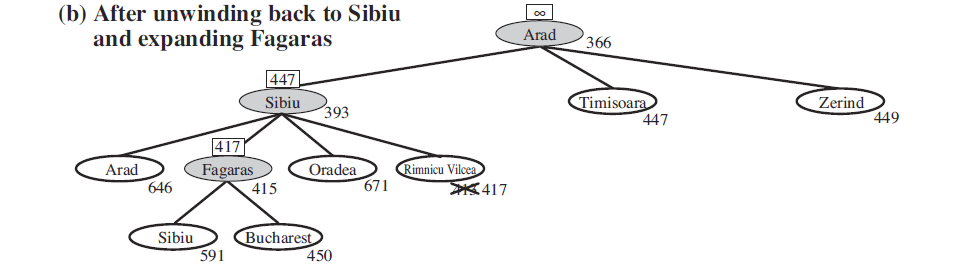 (b) After unwinding back to Sibiu
and expanding Fagaras
∞
Arad
366
447
Sibiu
393
Timisoara
447
Zerind
449
417
Arad
646
Fagaras
415
Oradea
671
Rimnicu Vilcea
413 417
Sibiu
591
Bucharest
450